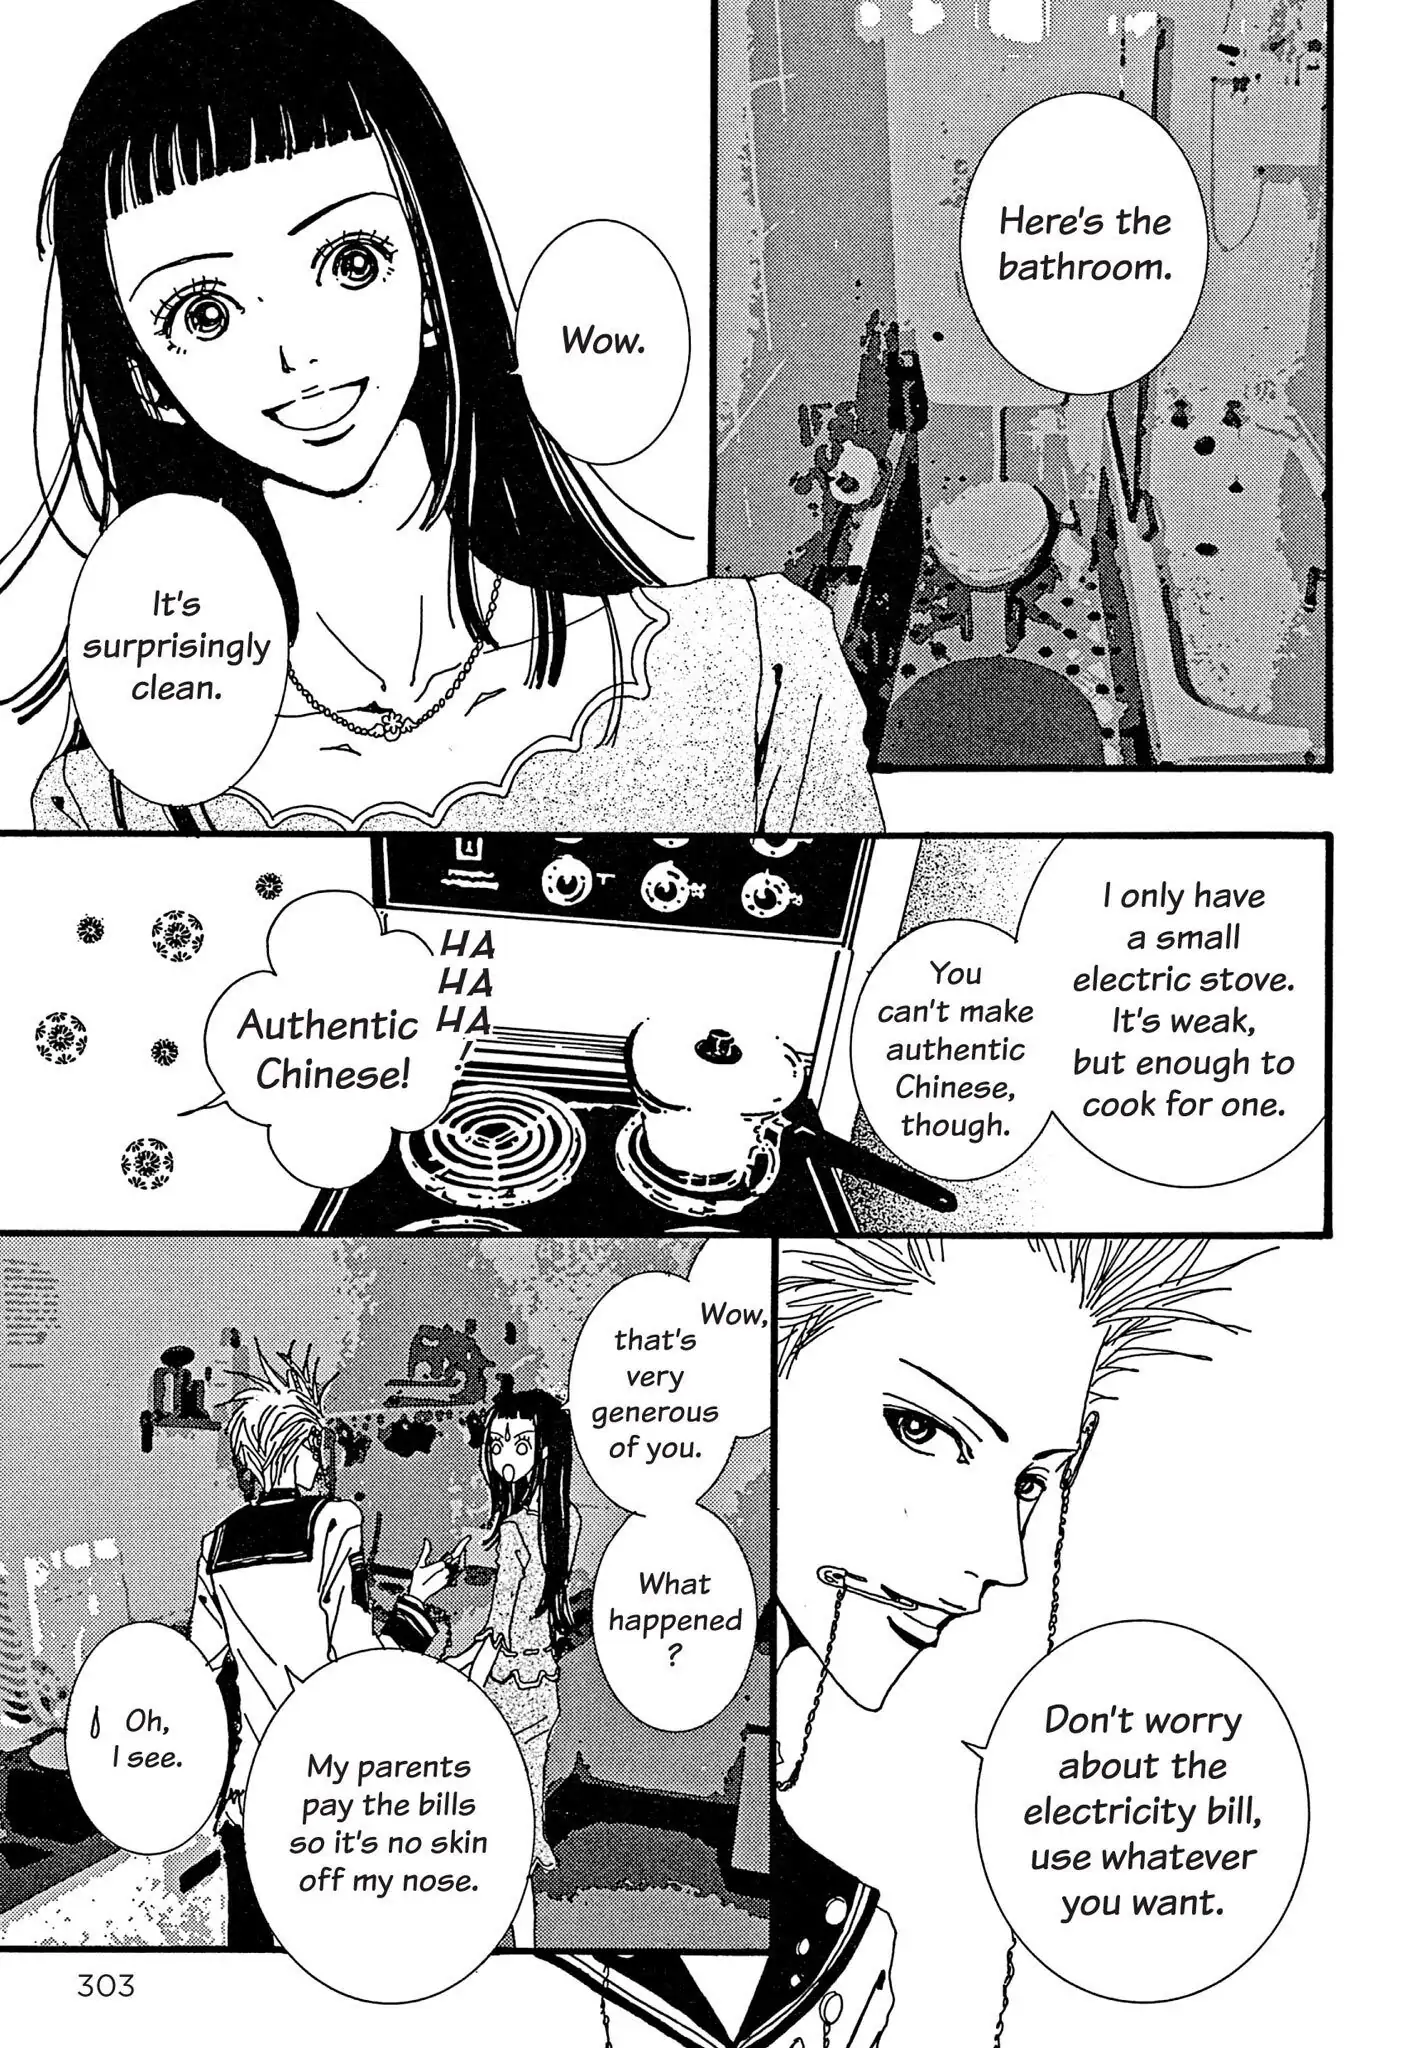 Here's the
bathroom.
Wow.
It's
surprisingly
clean.
I only have
a small
electric stove.
It's weak,
but enough to
cook for one.
You
can't make
authentic
Chinese,
though.
HA
HA
HA
!
Authentic
Chinese!
Don't worry
about the
electricity bill,
use whatever
you want.
Wow,
that's
very
generous
of you.
What
happened
?
My parents
pay the bills
so it's no skin
off my nose.
Oh,
I see.
303